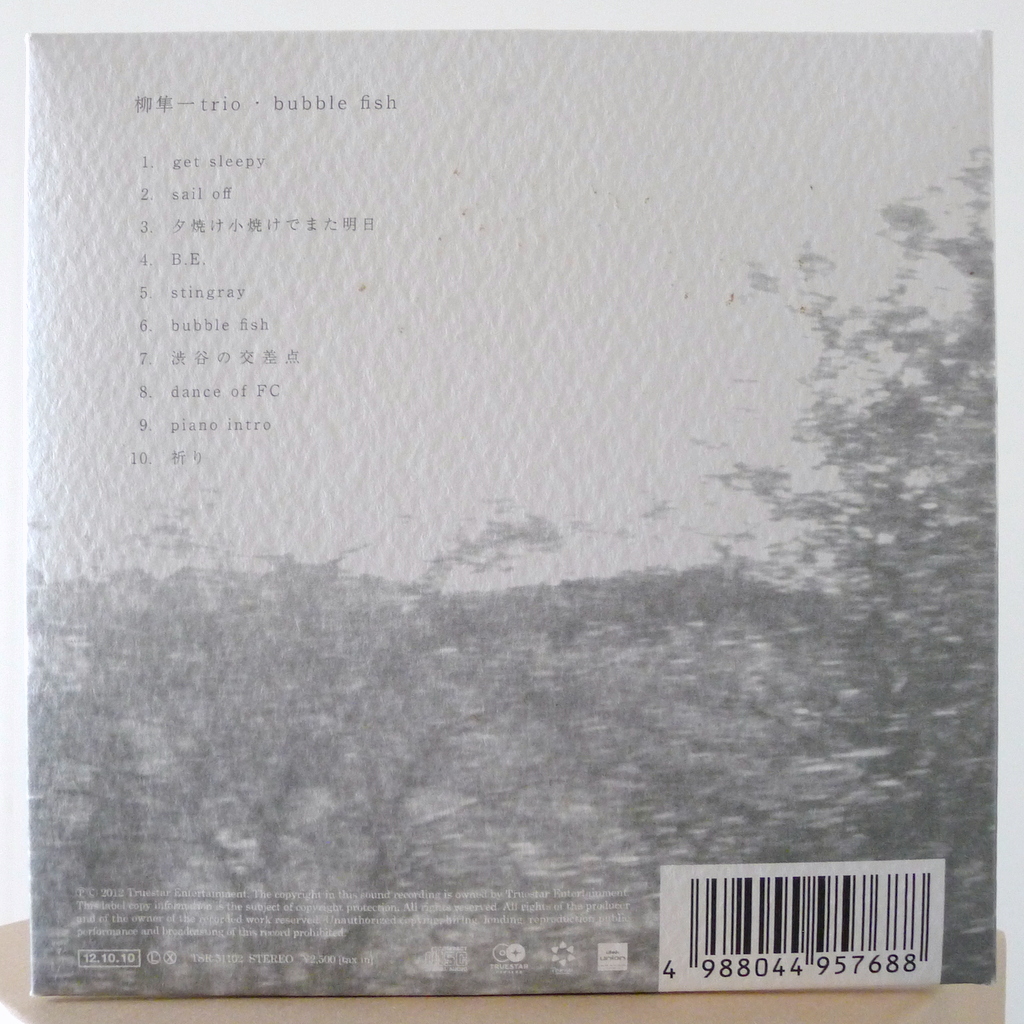 柳隼一trio・bubble fish
1. get sleepy
2. sail off
3. 夕焼け小焼けでまた明日
4. B.E.
5. stingray
6. bubble fish
7. 渋谷の交差点
8. dance of FC
9. piano intro
10. 祈り
Ⓟ Ⓒ 2012 Truestar Entertainment. The copyright in this sound recording is owned by Truestar Entertainment.
This label copy information is the subject of copyright protection. All rights reserved. All rights of the producer
and of the owner of the recorded work reserved. Unauthorized copying, hiring, lending, reproduction public
performance and broadcasting of this record prohibited.
12.10.10 Ⓛ Ⓧ TSR-51102 STEREO ¥2,500 [tax in]
TRUESTAR
union
4 988044 957688